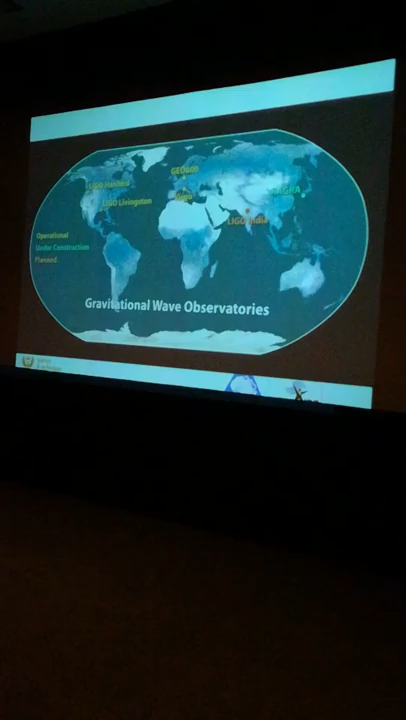 GEO600
LIGO Hanford
Virgo
KAGRA
LIGO Livingston
LIGO India
Operational
Under Construction
Planned
Gravitational Wave Observatories